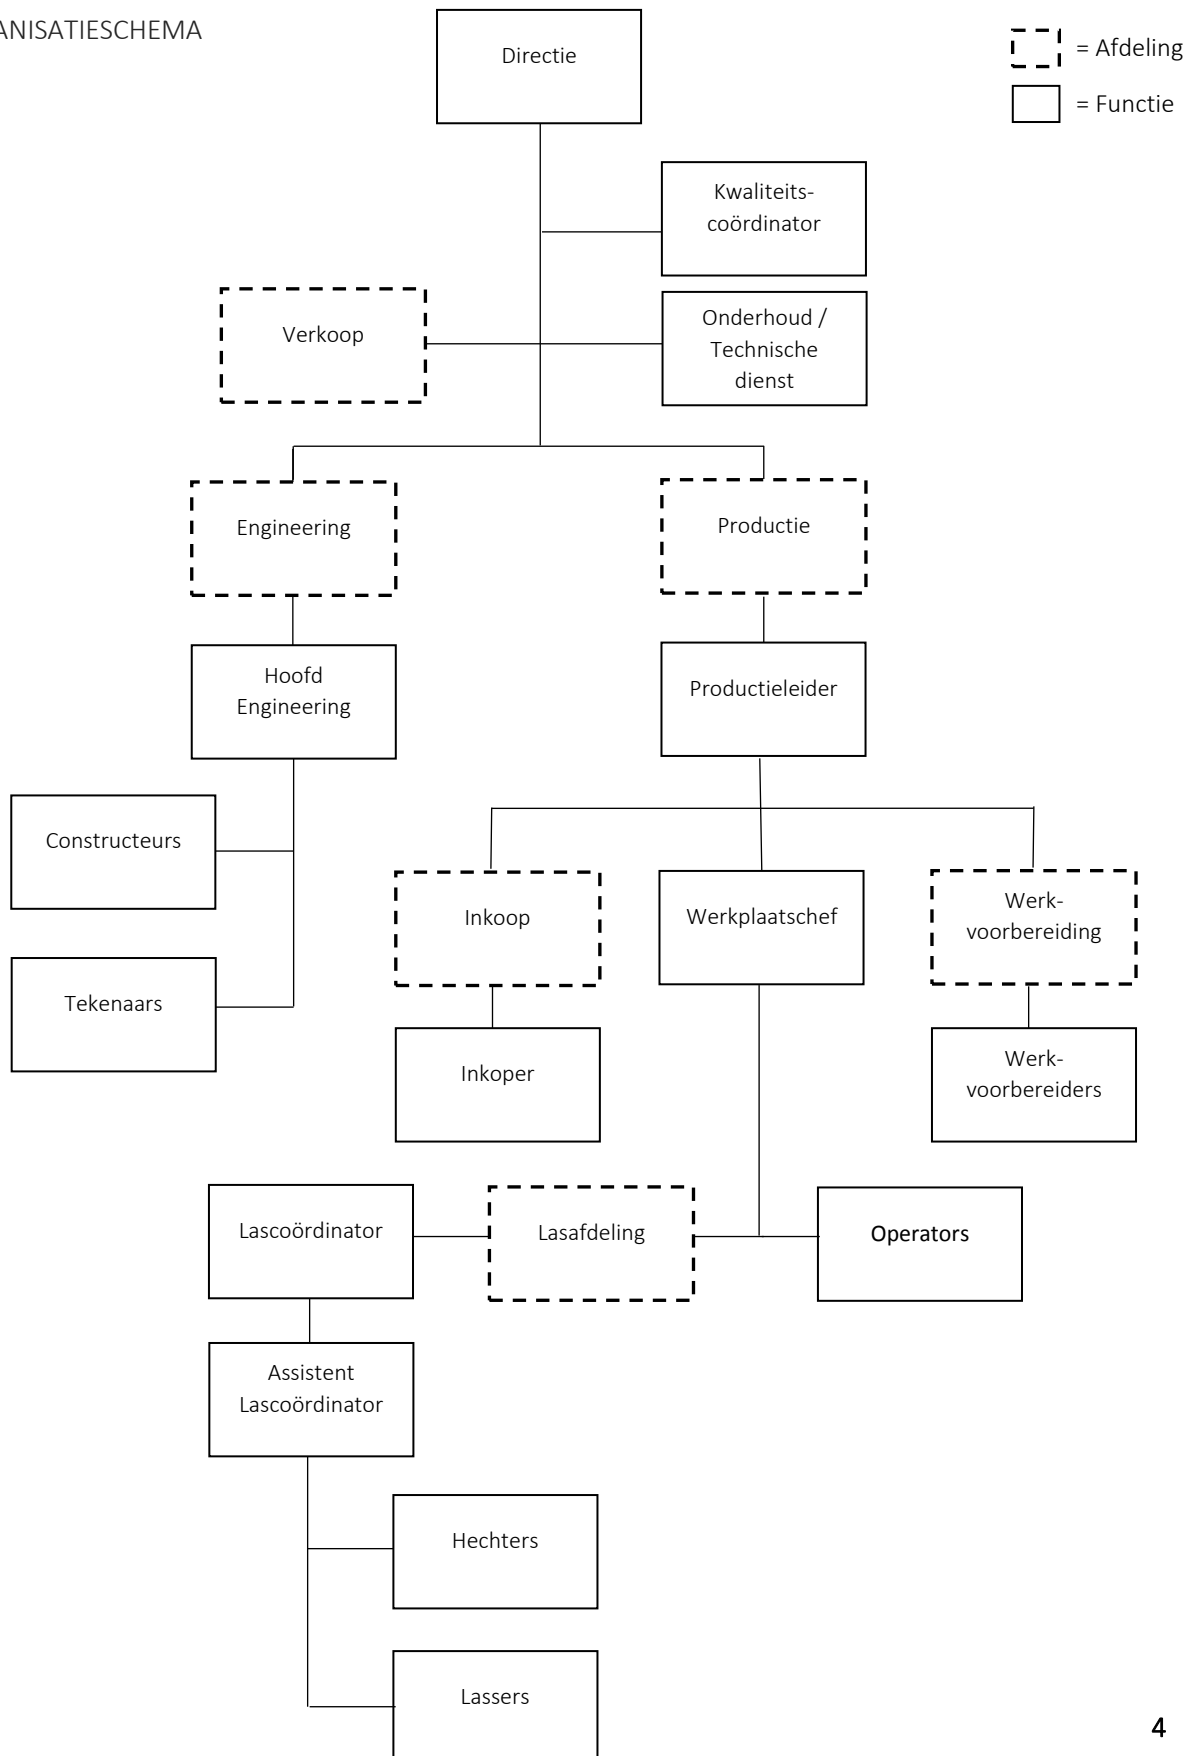 ANISATIESCHEMA
Directie
= Afdeling
= Functie
Kwaliteits-
coördinator
Verkoop
Onderhoud /
Technische
dienst
Engineering
Productie
Hoofd
Engineering
Productieleider
Constructeurs
Inkoop
Werkplaatschef
Werk-
voorbereiding
Tekenaars
Inkoper
Werk-
voorbereiders
Lascoördinator
Lasafdeling
Operators
Assistent
Lascoördinator
Hechters
Lassers
4